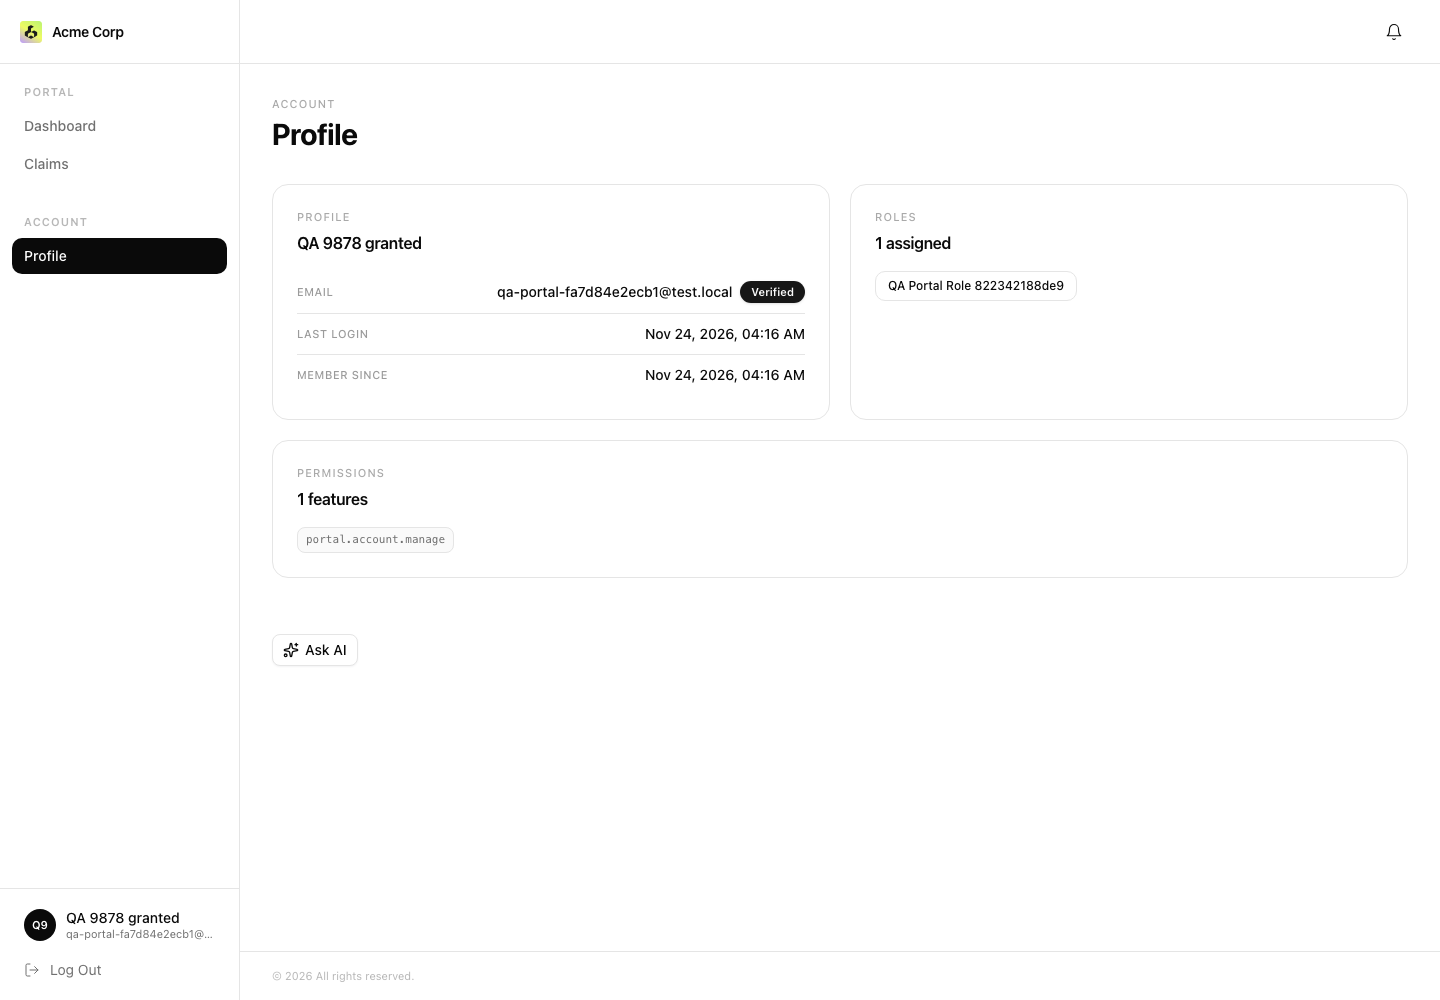 Acme Corp
PORTAL
Dashboard
Claims
ACCOUNT
Profile
ACCOUNT
Profile
PROFILE
QA 9878 granted
EMAIL qa-portal-fa7d84e2ecb1@test.local Verified
LAST LOGIN Nov 24, 2026, 04:16 AM
MEMBER SINCE Nov 24, 2026, 04:16 AM
ROLES
1 assigned
QA Portal Role 822342188de9
PERMISSIONS
1 features
portal.account.manage
Ask AI
Q9
QA 9878 granted
qa-portal-fa7d84e2ecb1@...
Log Out
© 2026 All rights reserved.